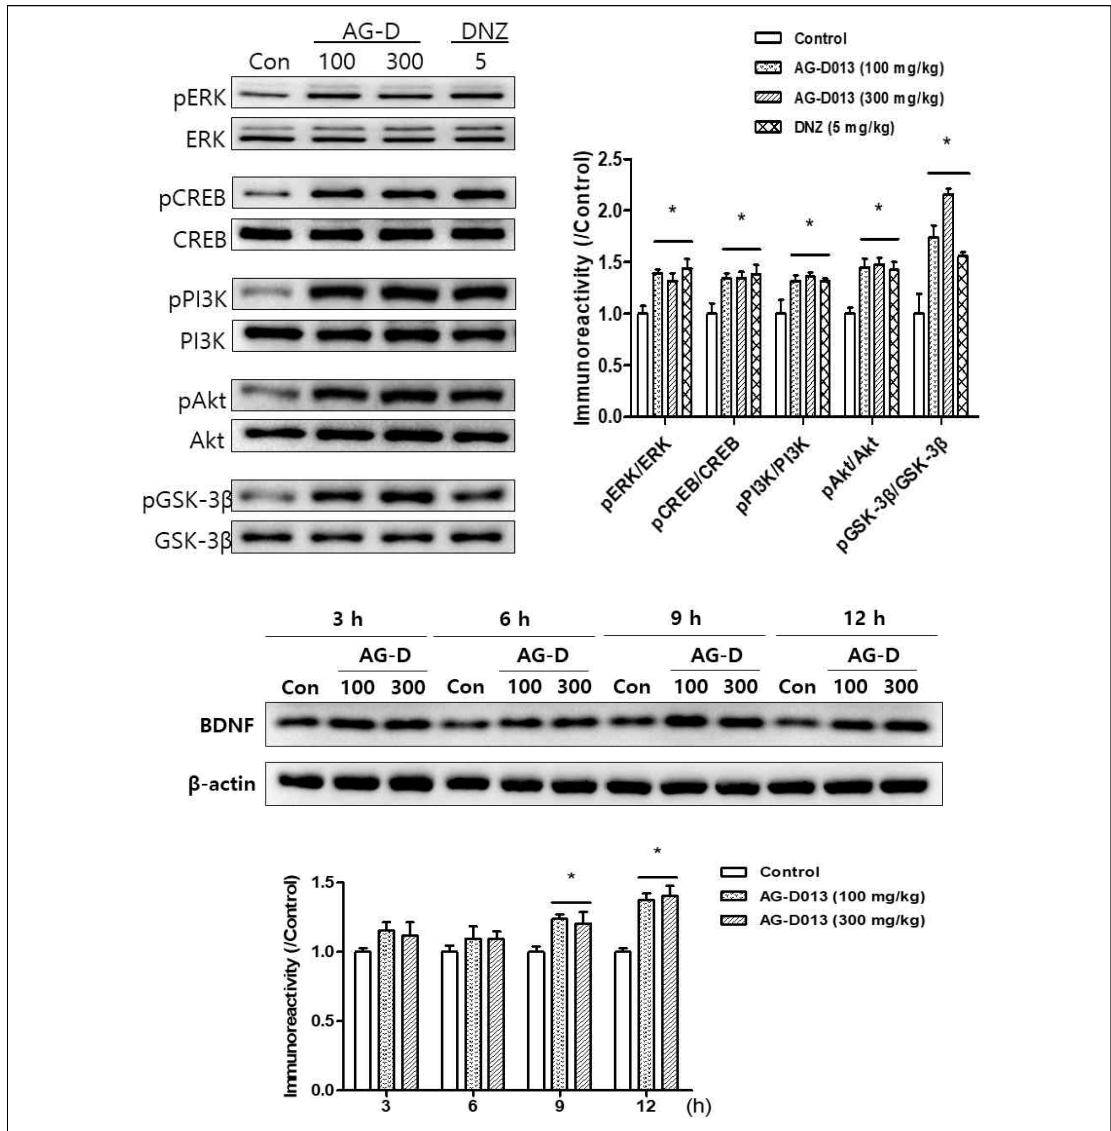 AG-D DNZ
Con 100 300 5
pERK
ERK
pCREB
CREB
pPI3K
PI3K
pAkt
Akt
pGSK-3β
GSK-3β
Control
AG-D013 (100 mg/kg)
AG-D013 (300 mg/kg)
DNZ (5 mg/kg)
Immunoreactivity (/Control)
2.5
2.0
1.5
1.0
0.5
0.0
* * * * *
pERK/ERK
pCREB/CREB
pPI3K/PI3K
pAkt/Akt
pGSK-3β/GSK-3β
3 h 6 h 9 h 12 h
AG-D AG-D AG-D AG-D
Con 100 300 Con 100 300 Con 100 300 Con 100 300
BDNF
β-actin
Immunoreactivity (/Control)
1.5
1.0
0.5
0.0
* *
3 6 9 12 (h)
Control
AG-D013 (100 mg/kg)
AG-D013 (300 mg/kg)